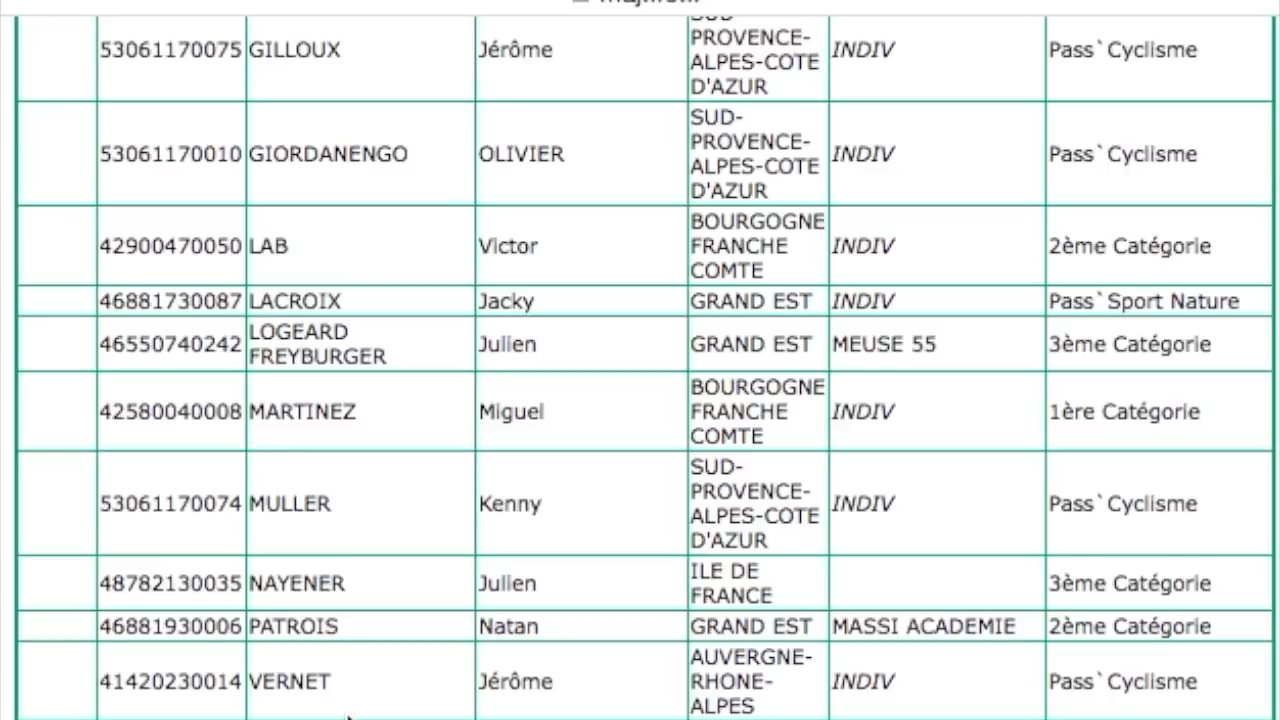 53061170075 GILLOUX Jérôme SUD-
PROVENCE-
ALPES-COTE
D'AZUR INDIV Pass`Cyclisme
53061170010 GIORDANENGO OLIVIER SUD-
PROVENCE-
ALPES-COTE
D'AZUR INDIV Pass`Cyclisme
42900470050 LAB Victor BOURGOGNE
FRANCHE
COMTE INDIV 2ème Catégorie
46881730087 LACROIX Jacky GRAND EST INDIV Pass`Sport Nature
46550740242 LOGEARD
FREYBURGER Julien GRAND EST MEUSE 55 3ème Catégorie
42580040008 MARTINEZ Miguel BOURGOGNE
FRANCHE
COMTE INDIV 1ère Catégorie
53061170074 MULLER Kenny SUD-
PROVENCE-
ALPES-COTE
D'AZUR INDIV Pass`Cyclisme
48782130035 NAYENER Julien ILE DE
FRANCE 3ème Catégorie
46881930006 PATROIS Natan GRAND EST MASSI ACADEMIE 2ème Catégorie
41420230014 VERNET Jérôme AUVERGNE-
RHONE-
ALPES INDIV Pass`Cyclisme